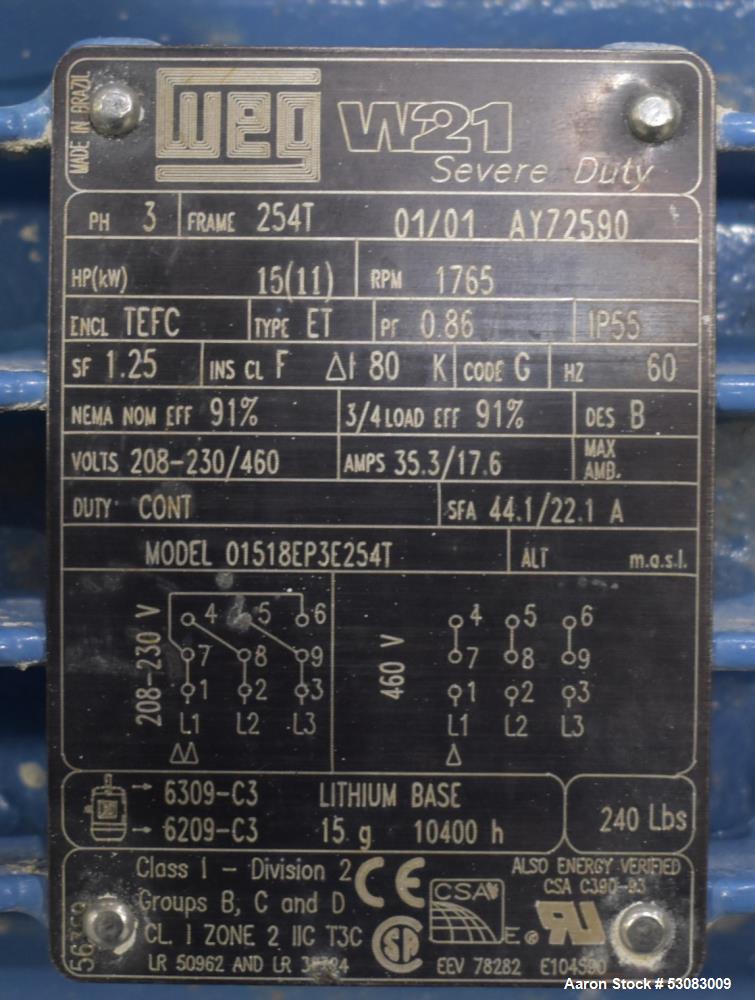 MADE IN BRAZIL
WEG W21
Severe Duty
PH 3 FRAME 254T 01/01 AY72590
HP(kW) 15(11) RPM 1765
ENCL TEFC TYPE ET PF 0.86 IP55
SF 1.25 INS CL F Δt 80 K CODE G HZ 60
NEMA NOM EFF 91% 3/4 LOAD EFF 91% DES B
VOLTS 208-230/460 AMPS 35.3/17.6 MAX AMB.
DUTY CONT SFA 44.1/22.1 A
MODEL 01518EP3E254T ALT m.a.s.l.
208-230 V
4 5 6
7 8 9
1 2 3
L1 L2 L3
ΔΔ
460 V
4 5 6
7 8 9
1 2 3
L1 L2 L3
Δ
6309-C3 LITHIUM BASE
6209-C3 15 g 10400 h
240 Lbs
Class I - Division 2
Groups B, C and D
CL. I ZONE 2 IIC T3C
LR 50962 AND LR
CE
SA
CSA
E.®
ALSO ENERGY VERIFIED
CSA C390-93
RU
EEV 78282
Aaron Stock # 53083009